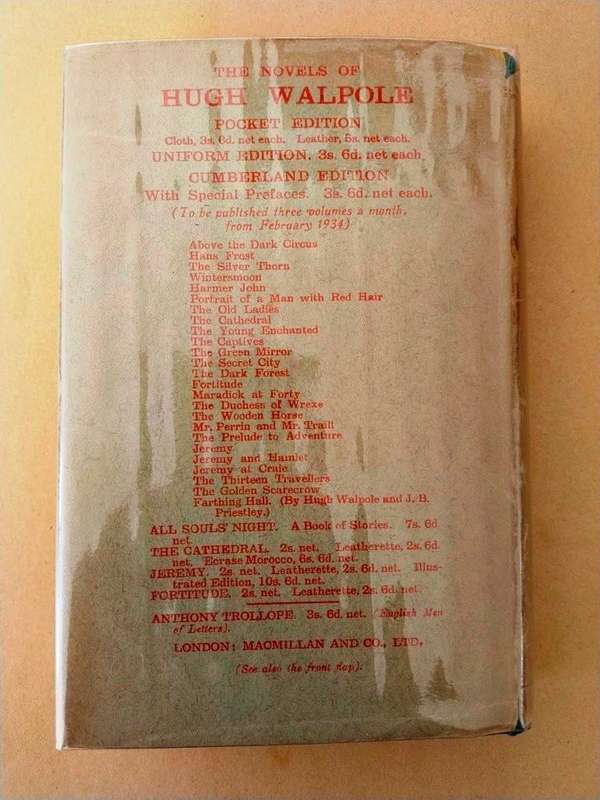 THE NOVELS OF
HUGH WALPOLE
POCKET EDITION
Cloth, 3s. 6d. net each. Leather, 5s. net each.
UNIFORM EDITION. 3s. 6d. net each
CUMBERLAND EDITION
With Special Prefaces. 3s. 6d. net each.
(To be published three volumes a month,
from February 1934)
Above the Dark Circus
Hans Frost
The Silver Thorn
Wintersmoon
Harmer John
Portrait of a Man with Red Hair
The Old Ladies
The Cathedral
The Young Enchanted
The Captives
The Green Mirror
The Secret City
The Dark Forest
Fortitude
Maradick at Forty
The Duchess of Wrexe
The Wooden Horse
Mr. Perrin and Mr. Traill
The Prelude to Adventure
Jeremy
Jeremy and Hamlet
Jeremy at Crale
The Thirteen Travellers
The Golden Scarecrow
Farthing Hall. (By Hugh Walpole and J. B.
Priestley.)
ALL SOULS' NIGHT. A Book of Stories. 7s. 6d
net.
THE CATHEDRAL. 2s. net. Leatherette, 2s. 6d.
net. Ecrase Morocco, 6s. 6d. net.
JEREMY. 2s. net. Leatherette, 2s. 6d. net. Illus-
trated Edition, 10s. 6d. net.
FORTITUDE. 2s. net. Leatherette, 2s. 6d. net.
ANTHONY TROLLOPE. 3s. 6d. net. (English Men
of Letters).
LONDON: MACMILLAN AND CO., LTD.
(See also the front flap).